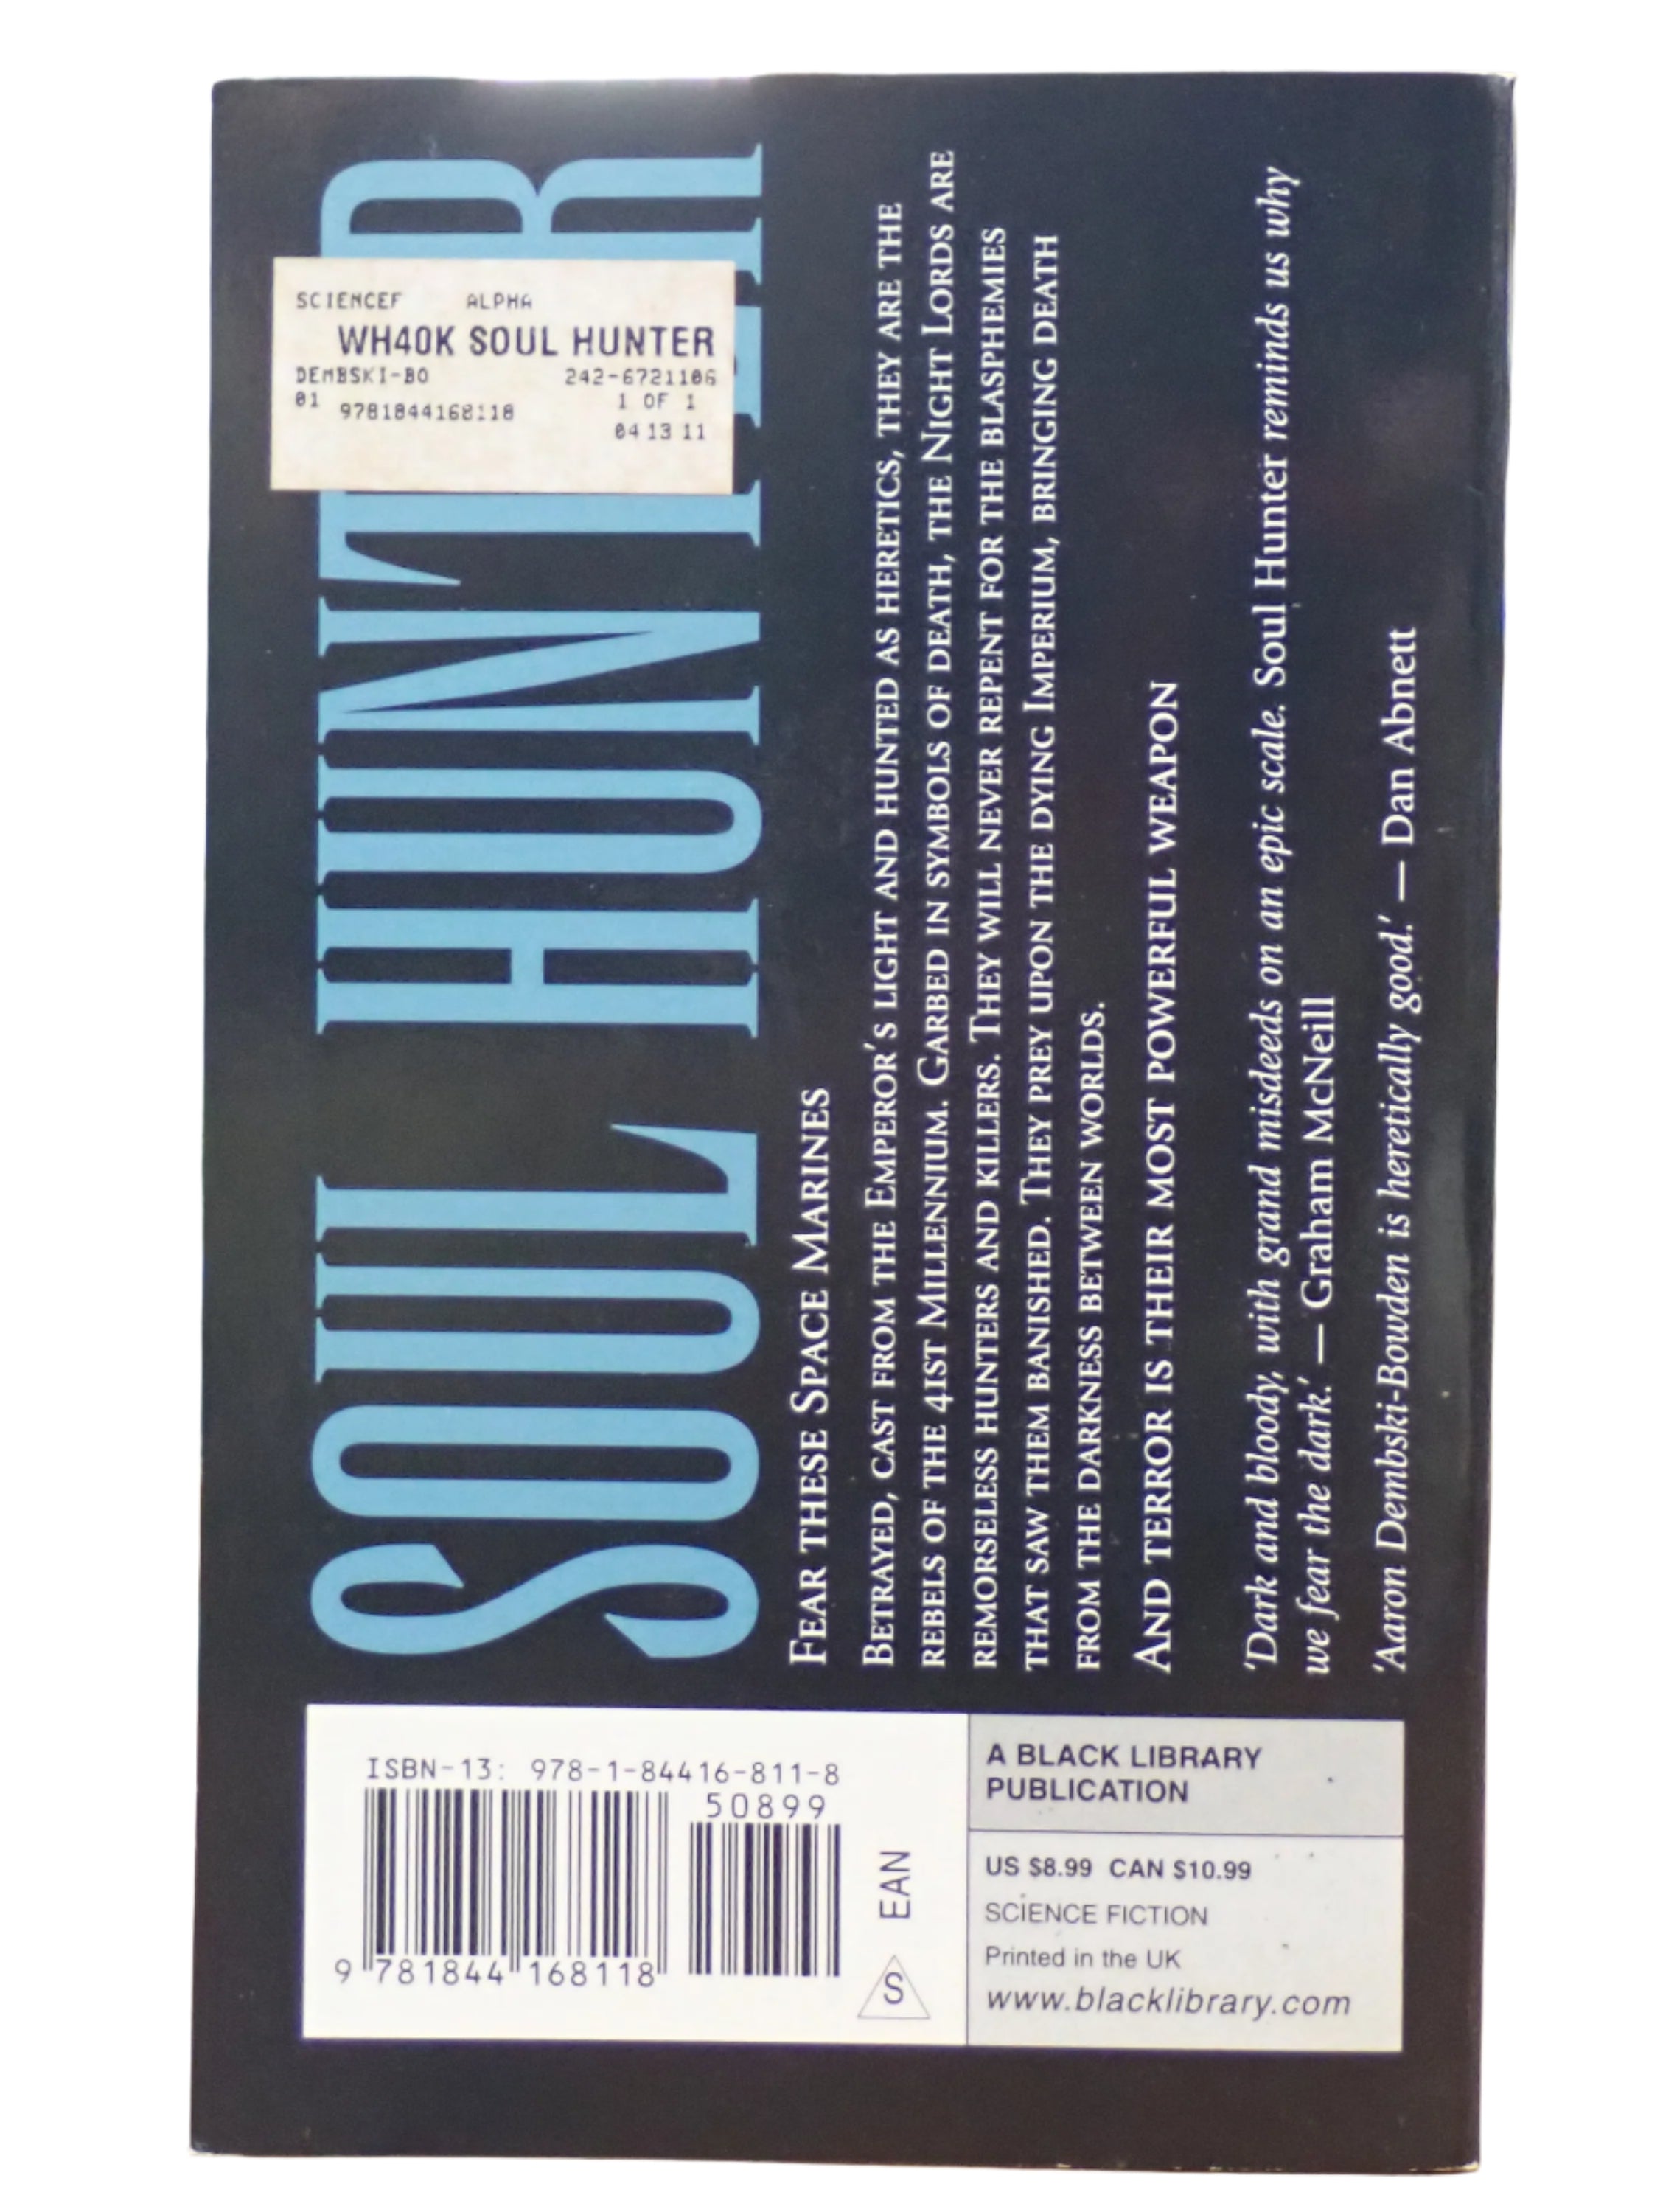 SOUL HUNTER
SCIENCEF ALPHA
WH40K SOUL HUNTER
DEMBSKI-BO 242-6721106
01 9781844168118 1 OF 1
04 13 11
FEAR THESE SPACE MARINES
BETRAYED, CAST FROM THE EMPEROR'S LIGHT AND HUNTED AS HERETICS, THEY ARE THE
REBELS OF THE 41ST MILLENNIUM. GARBED IN SYMBOLS OF DEATH, THE NIGHT LORDS ARE
REMORSELESS HUNTERS AND KILLERS. THEY WILL NEVER REPENT FOR THE BLASPHEMIES
THAT SAW THEM BANISHED. THEY PREY UPON THE DYING IMPERIUM, BRINGING DEATH
FROM THE DARKNESS BETWEEN WORLDS.
AND TERROR IS THEIR MOST POWERFUL WEAPON
'Dark and bloody, with grand misdeeds on an epic scale. Soul Hunter reminds us why
we fear the dark.' — Graham McNeill
'Aaron Dembski-Bowden is heretically good.' — Dan Abnett
ISBN-13: 978-1-84416-811-8
50899
9 781844 168118
S EAN
A BLACK LIBRARY
PUBLICATION
US $8.99 CAN $10.99
SCIENCE FICTION
Printed in the UK
www.blacklibrary.com